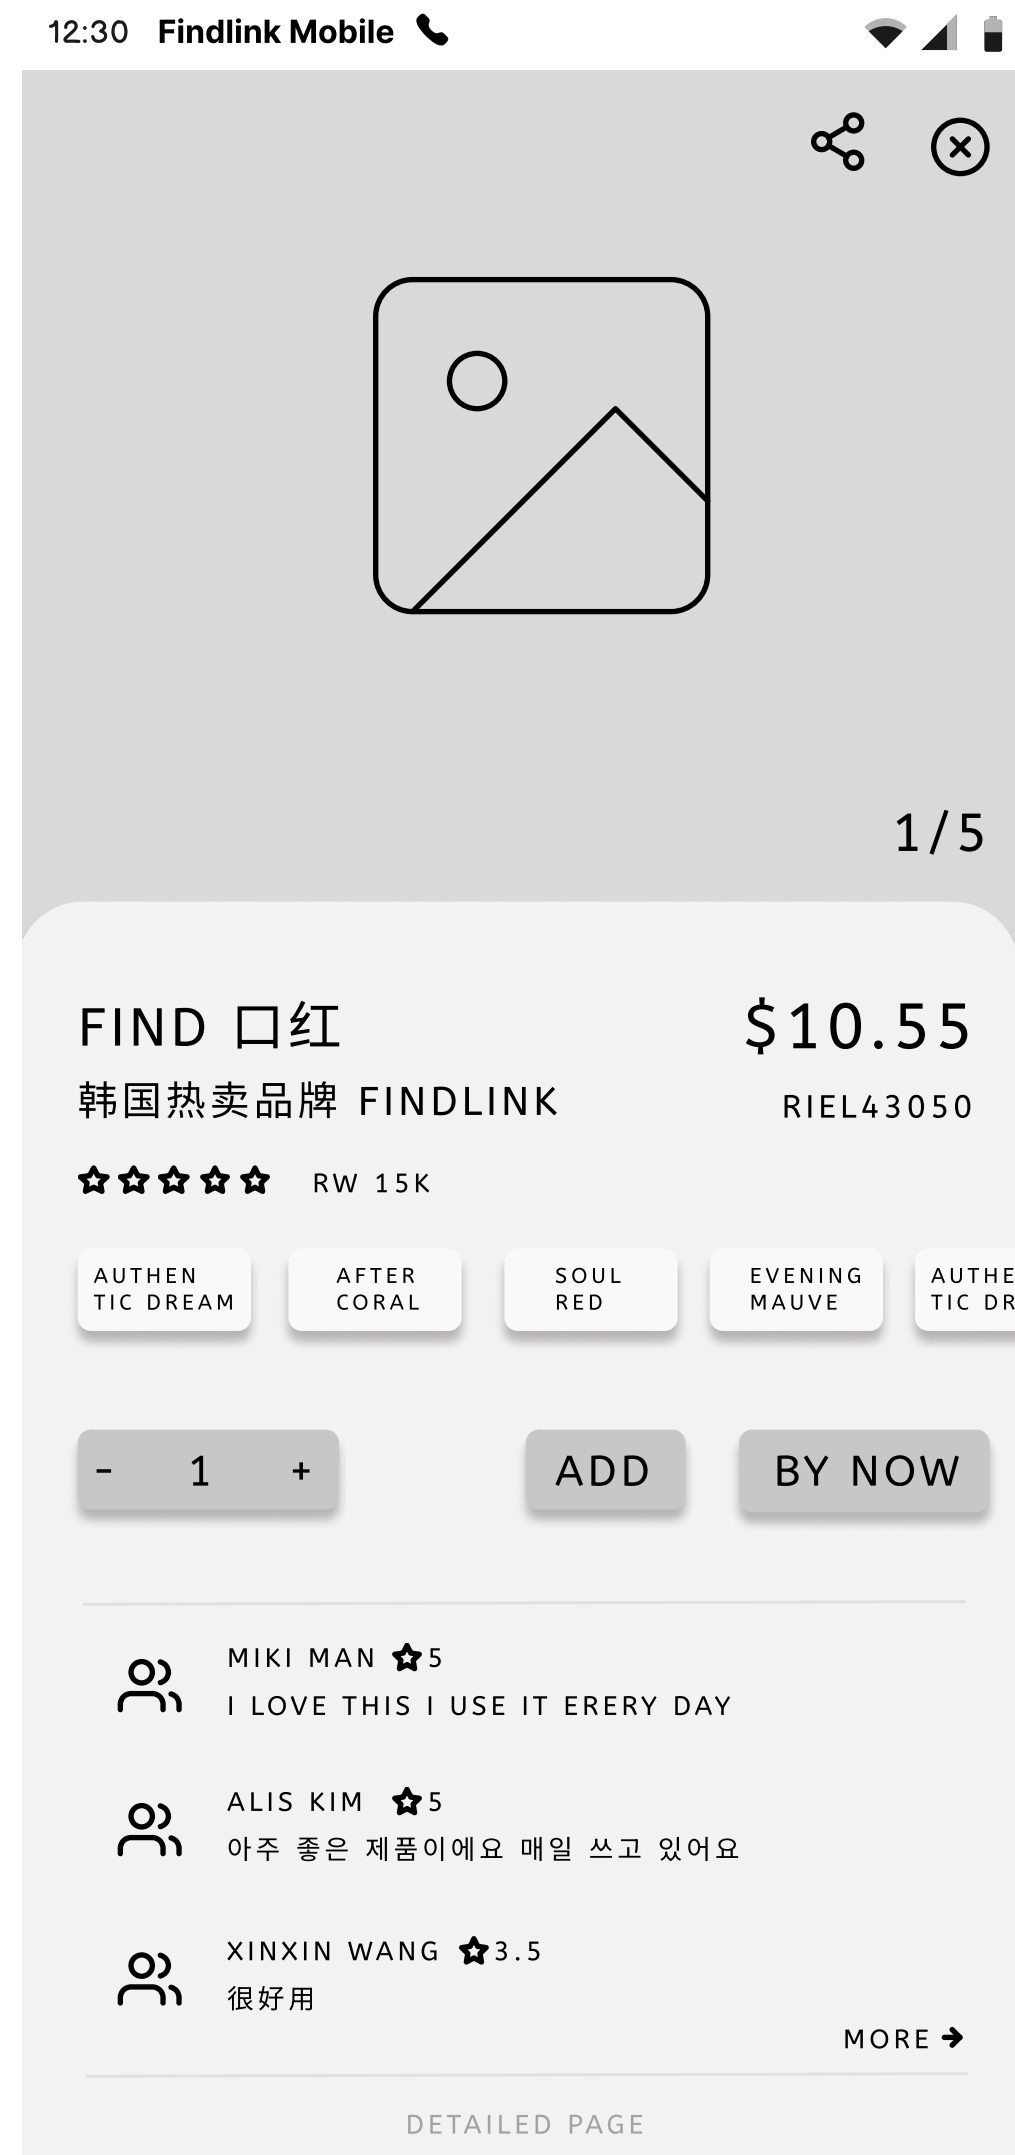 12:30 Findlink Mobile
1/5
FIND 口红 $10.55
韩国热卖品牌 FINDLINK RIEL43050
RW 15K
AUTHEN
TIC DREAM
AFTER
CORAL
SOUL
RED
EVENING
MAUVE
AUTHE
TIC DR
- 1 + ADD BY NOW
MIKI MAN 5
I LOVE THIS I USE IT ERERY DAY
ALIS KIM 5
아주 좋은 제품이에요 매일 쓰고 있어요
XINXIN WANG 3.5
很好用
MORE
DETAILED PAGE